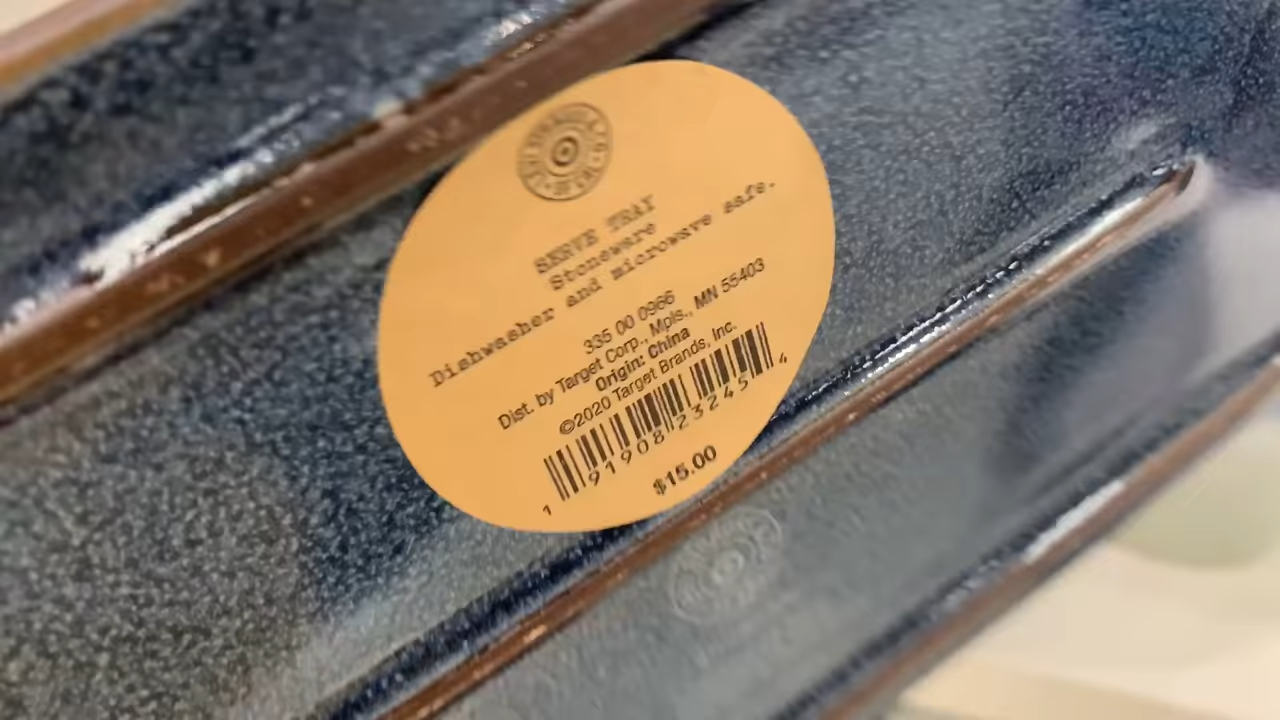 SERVE TRAY
Stoneware
Dishwasher and microwave safe.
335 00 0966
Dist. by Target Corp., Mpls., MN 55403
Origin: China
©2020 Target Brands, Inc.
1 91908 23245 4
$15.00